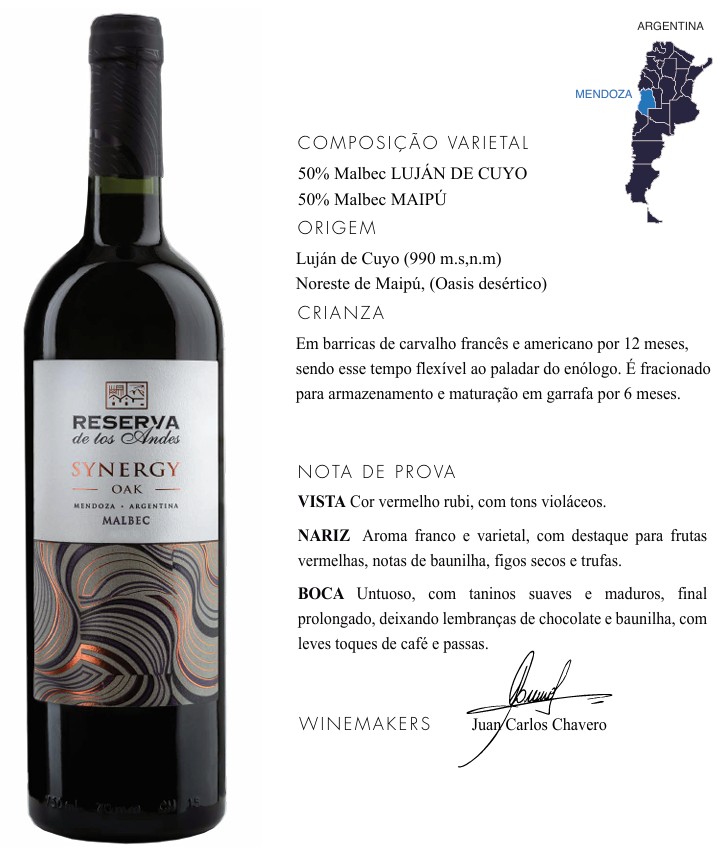 ARGENTINA
MENDOZA
COMPOSIÇÃO VARIETAL
50% Malbec LUJÁN DE CUYO
50% Malbec MAIPÚ
ORIGEM
Luján de Cuyo (990 m.s,n.m)
Noreste de Maipú, (Oasis desértico)
CRIANZA
Em barricas de carvalho francês e americano por 12 meses,
sendo esse tempo flexível ao paladar do enólogo. É fracionado
para armazenamento e maturação em garrafa por 6 meses.
NOTA DE PROVA
VISTA Cor vermelho rubi, com tons violáceos.
NARIZ Aroma franco e varietal, com destaque para frutas
vermelhas, notas de baunilha, figos secos e trufas.
BOCA Untuoso, com taninos suaves e maduros, final
prolongado, deixando lembranças de chocolate e baunilha, com
leves toques de café e passas.
WINEMAKERS
Juan Carlos Chavero
RESERVA
de los Andes
SYNERGY
OAK
MENDOZA • ARGENTINA
MALBEC